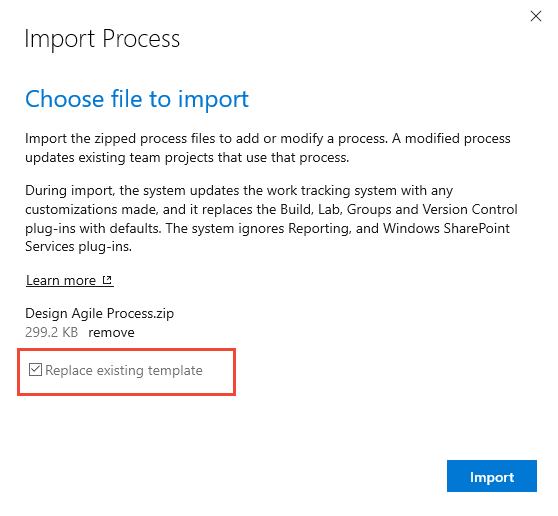 Import Process
Choose file to import
Import the zipped process files to add or modify a process. A modified process
updates existing team projects that use that process.
During import, the system updates the work tracking system with any
customizations made, and it replaces the Build, Lab, Groups and Version Control
plug-ins with defaults. The system ignores Reporting, and Windows SharePoint
Services plug-ins.
Learn more
Design Agile Process.zip
299.2 KB remove
Replace existing template
Import